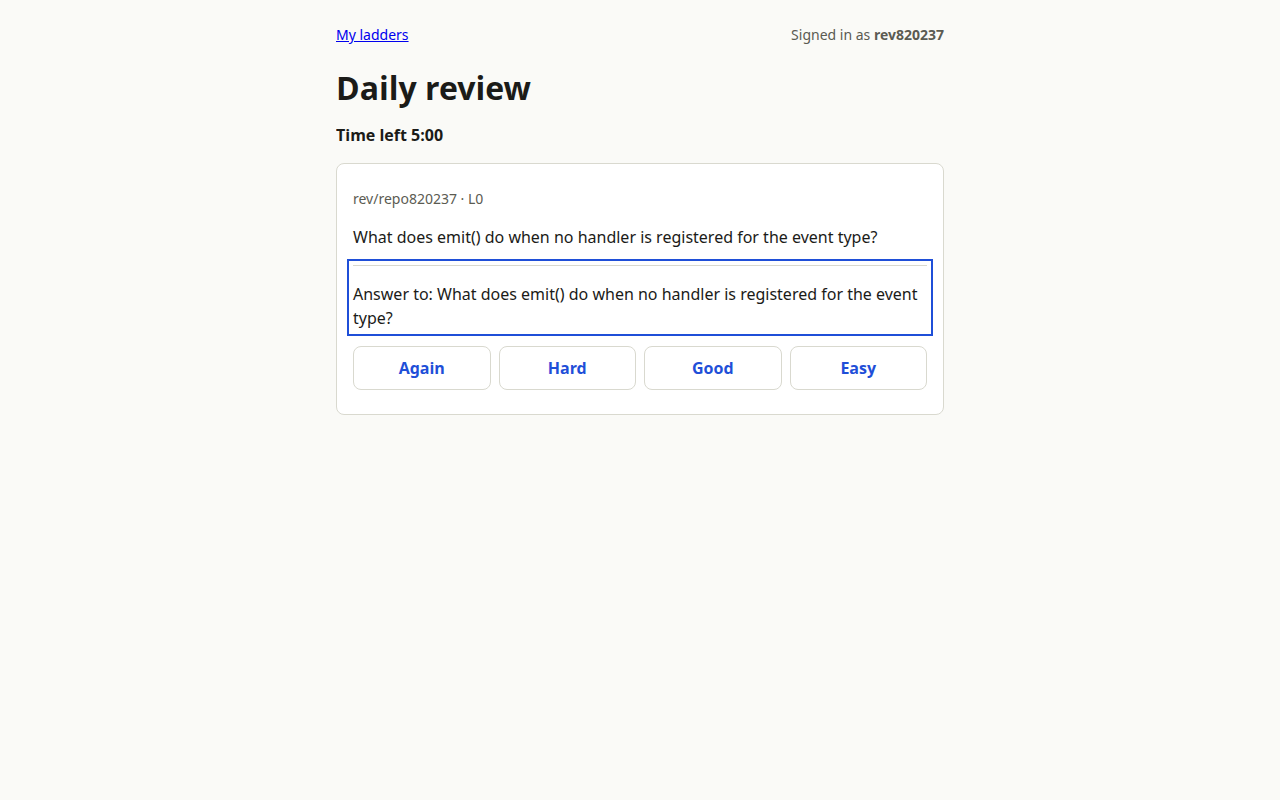 My ladders
Signed in as rev820237
Daily review
Time left 5:00
rev/repo820237 · L0
What does emit() do when no handler is registered for the event type?
Answer to: What does emit() do when no handler is registered for the event
type?
Again
Hard
Good
Easy